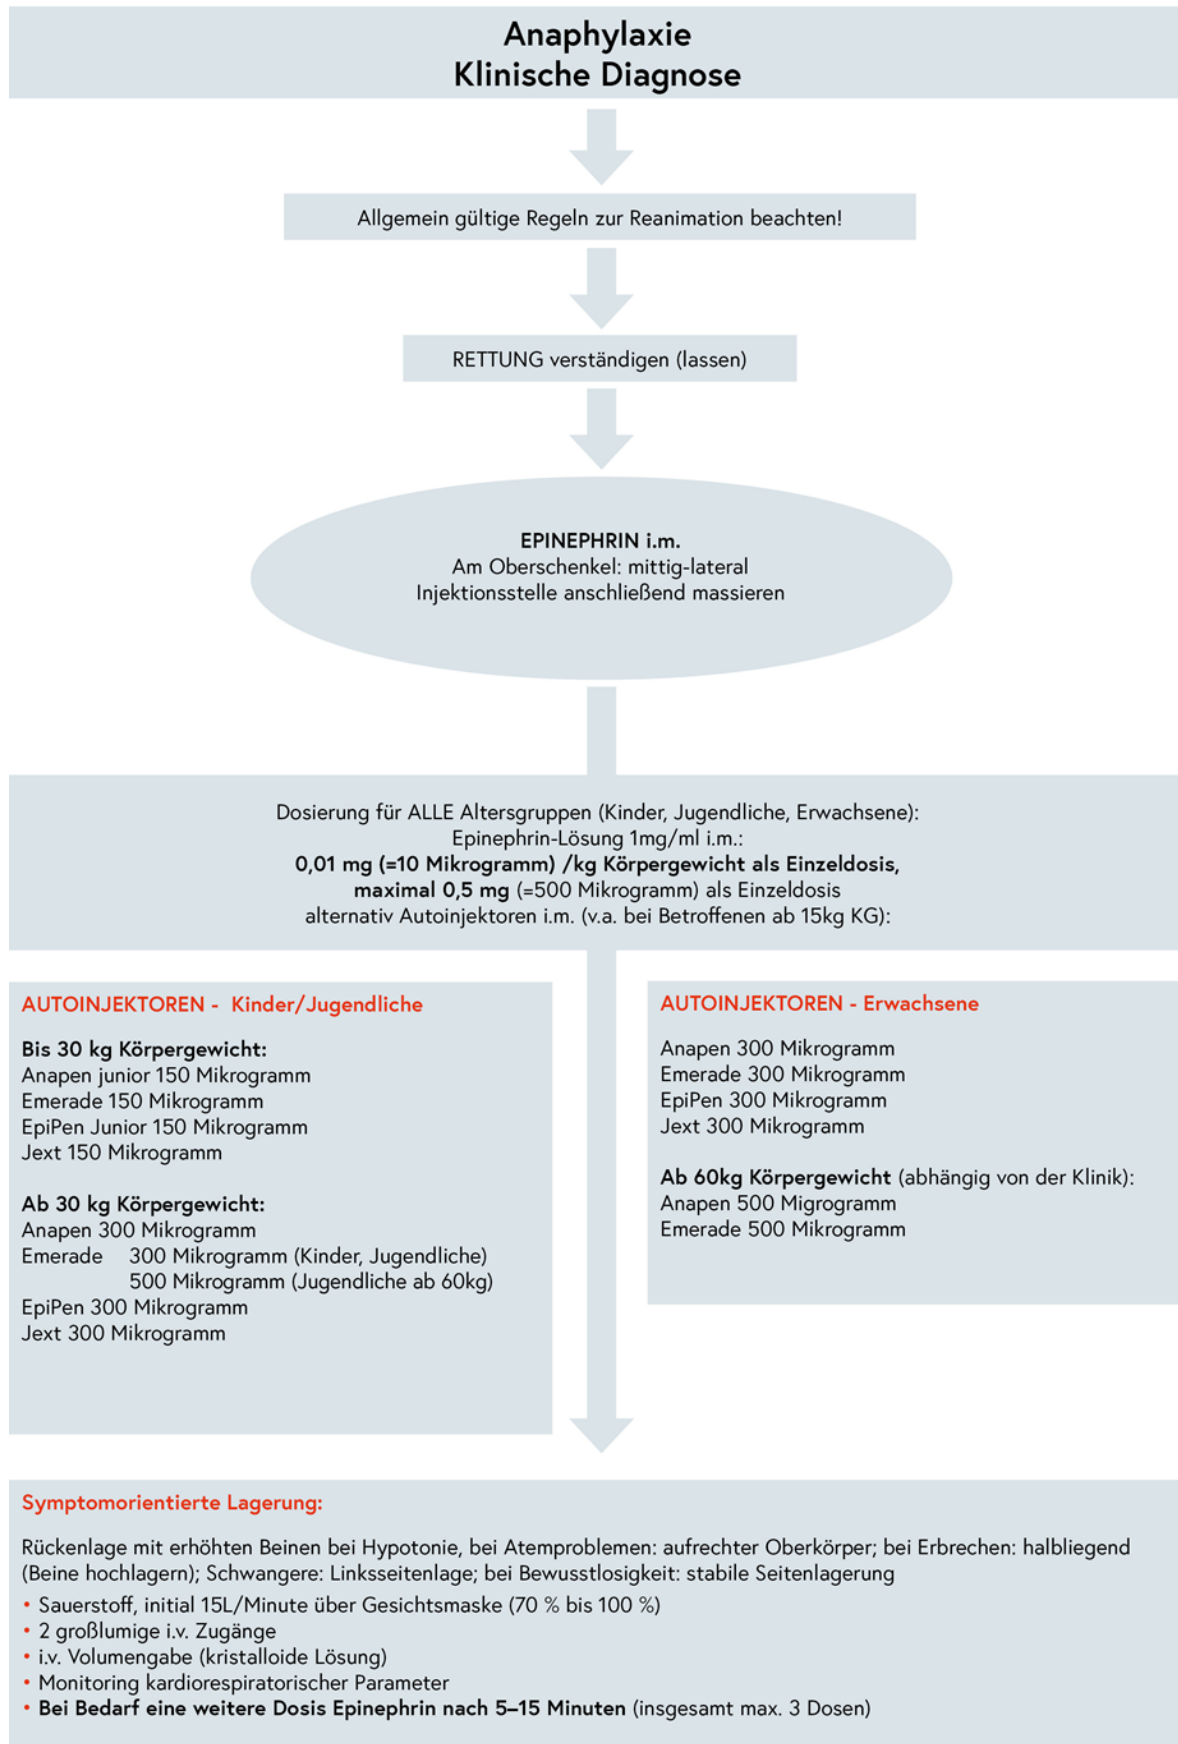 Anaphylaxie
Klinische Diagnose
Allgemein gültige Regeln zur Reanimation beachten!
RETTUNG verständigen (lassen)
EPINEPHRIN i.m.
Am Oberschenkel: mittig-lateral
Injektionsstelle anschließend massieren
Dosierung für ALLE Altersgruppen (Kinder, Jugendliche, Erwachsene):
Epinephrin-Lösung 1mg/ml i.m.:
0,01 mg (=10 Mikrogramm) /kg Körpergewicht als Einzeldosis,
maximal 0,5 mg (=500 Mikrogramm) als Einzeldosis
alternativ Autoinjektoren i.m. (v.a. bei Betroffenen ab 15kg KG):
AUTOINJEKTOREN - Kinder/Jugendliche
Bis 30 kg Körpergewicht:
Anapen junior 150 Mikrogramm
Emerade 150 Mikrogramm
EpiPen Junior 150 Mikrogramm
Jext 150 Mikrogramm
Ab 30 kg Körpergewicht:
Anapen 300 Mikrogramm
Emerade 300 Mikrogramm (Kinder, Jugendliche)
500 Mikrogramm (Jugendliche ab 60kg)
EpiPen 300 Mikrogramm
Jext 300 Mikrogramm
AUTOINJEKTOREN - Erwachsene
Anapen 300 Mikrogramm
Emerade 300 Mikrogramm
EpiPen 300 Mikrogramm
Jext 300 Mikrogramm
Ab 60kg Körpergewicht (abhängig von der Klinik):
Anapen 500 Migrogramm
Emerade 500 Mikrogramm
Symptomorientierte Lagerung:
Rückenlage mit erhöhten Beinen bei Hypotonie, bei Atemproblemen: aufrechter Oberkörper; bei Erbrechen: halbliegend
(Beine hochlagern); Schwangere: Linksseitenlage; bei Bewusstlosigkeit: stabile Seitenlagerung
• Sauerstoff, initial 15L/Minute über Gesichtsmaske (70 % bis 100 %)
• 2 großlumige i.v. Zugänge
• i.v. Volumengabe (kristalloide Lösung)
• Monitoring kardiorespiratorischer Parameter
• Bei Bedarf eine weitere Dosis Epinephrin nach 5–15 Minuten (insgesamt max. 3 Dosen)